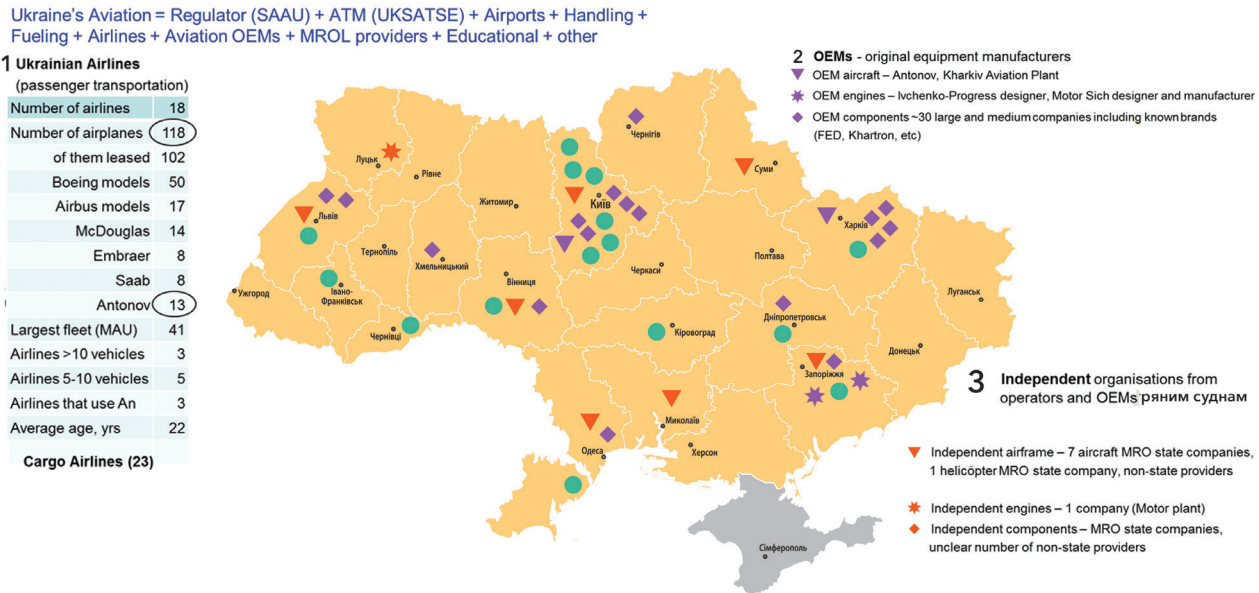 Ukraine's Aviation = Regulator (SAAU) + ATM (UKSATSE) + Airports + Handling +
Fueling + Airlines + Aviation OEMs + MROL providers + Educational + other
1 Ukrainian Airlines
(passenger transportation)
Number of airlines 18
Number of airplanes 118
of them leased 102
Boeing models 50
Airbus models 17
McDouglas 14
Embraer 8
Saab 8
Antonov 13
Largest fleet (MAU) 41
Airlines >10 vehicles 3
Airlines 5-10 vehicles 5
Airlines that use An 3
Average age, yrs 22
Cargo Airlines (23)
2 OEMs - original equipment manufacturers
OEM aircraft – Antonov, Kharkiv Aviation Plant
OEM engines – Ivchenko-Progress designer, Motor Sich designer and manufacturer
OEM components ~30 large and medium companies including known brands
(FED, Khartron, etc)
Чернігів
Луцьк
Рівне
Суми
Житомир
Київ
Львів
Харків
Тернопіль
Хмельницький
Полтава
Черкаси
Вінниця
Ужгород
Івано-
Франківськ
Луганськ
Чернівці
Кіровоград
Дніпропетровськ
Донецьк
Запоріжжя
Миколаїв
Одеса
Херсон
Сімферополь
3 Independent organisations from
operators and OEMsряним суднам
Independent airframe – 7 aircraft MRO state companies,
1 helicopter MRO state company, non-state providers
Independent engines – 1 company (Motor plant)
Independent components – MRO state companies,
unclear number of non-state providers